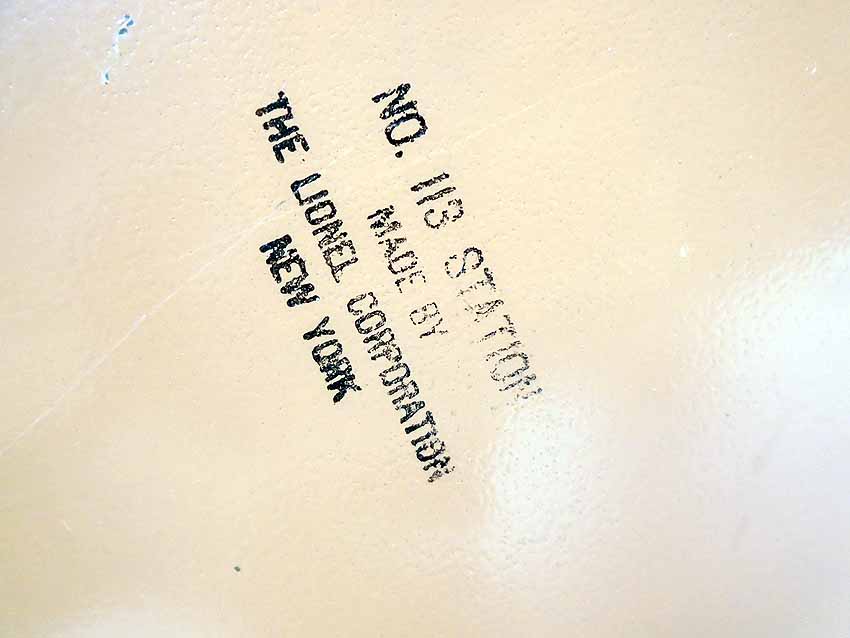 NO. 113 STATION
MADE BY
THE LIONEL CORPORATION
NEW YORK